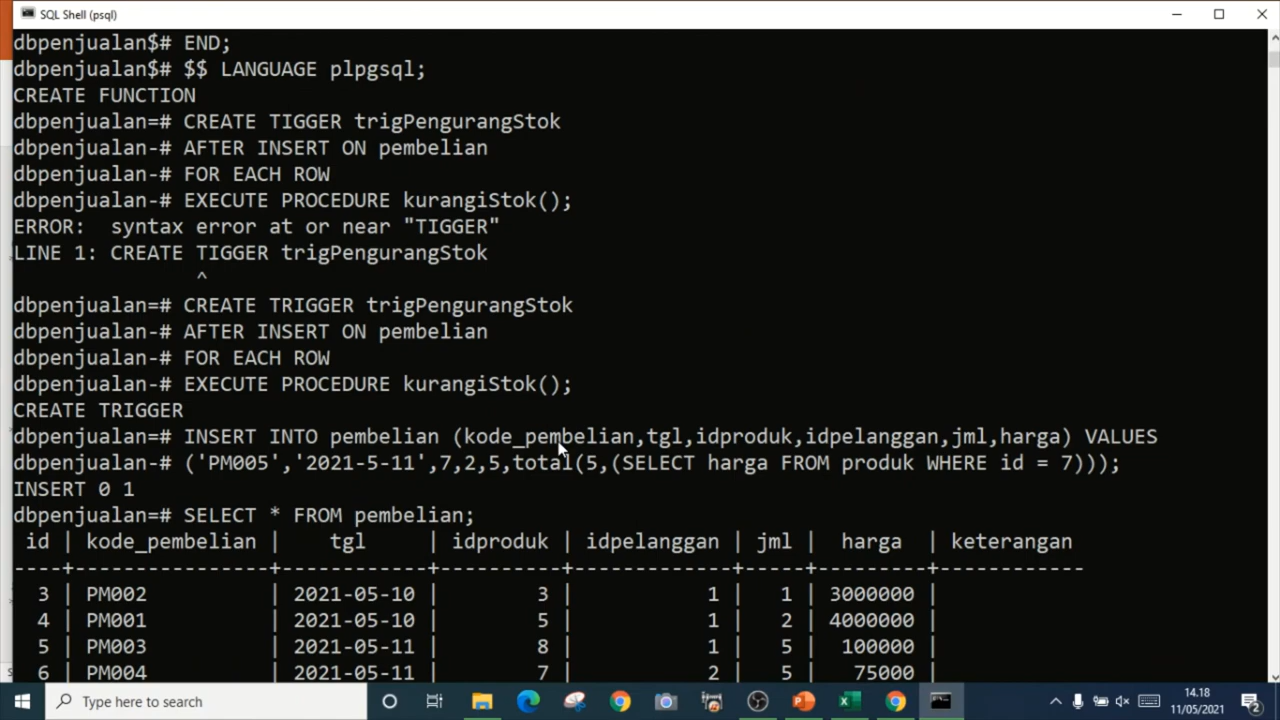 SQL Shell (psql)
dbpenjualan$# END;
dbpenjualan$# $$ LANGUAGE plpgsql;
CREATE FUNCTION
dbpenjualan=# CREATE TIGGER trigPengurangStok
dbpenjualan-# AFTER INSERT ON pembelian
dbpenjualan-# FOR EACH ROW
dbpenjualan-# EXECUTE PROCEDURE kurangiStok();
ERROR:  syntax error at or near "TIGGER"
LINE 1: CREATE TIGGER trigPengurangStok
               ^
dbpenjualan=# CREATE TRIGGER trigPengurangStok
dbpenjualan-# AFTER INSERT ON pembelian
dbpenjualan-# FOR EACH ROW
dbpenjualan-# EXECUTE PROCEDURE kurangiStok();
CREATE TRIGGER
dbpenjualan=# INSERT INTO pembelian (kode_pembelian,tgl,idproduk,idpelanggan,jml,harga) VALUES
dbpenjualan-# ('PM005','2021-5-11',7,2,5,total(5,(SELECT harga FROM produk WHERE id = 7)));
INSERT 0 1
dbpenjualan=# SELECT * FROM pembelian;
 id | kode_pembelian |    tgl     | idproduk | idpelanggan | jml |  harga  | keterangan
----+----------------+------------+----------+-------------+-----+---------+------------
  3 | PM002          | 2021-05-10 |        3 |           1 |   1 | 3000000 |
  4 | PM001          | 2021-05-10 |        5 |           1 |   2 | 4000000 |
  5 | PM003          | 2021-05-11 |        8 |           1 |   5 |  100000 |
  6 | PM004          | 2021-05-11 |        7 |           2 |   5 |   75000 |
Type here to search
14.18
11/05/2021
2